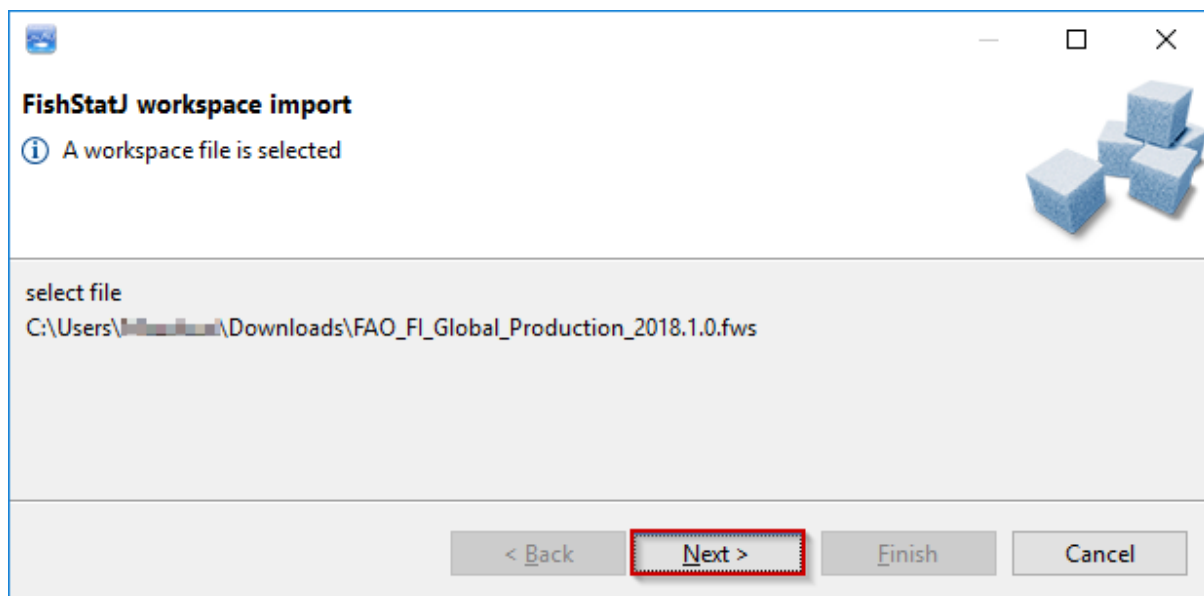 FishStatJ workspace import
A workspace file is selected
select file
C:\Users\ \Downloads\FAO_FI_Global_Production_2018.1.0.fws
< Back Next > Finish Cancel